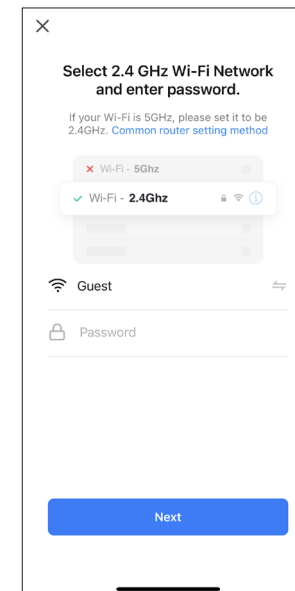 Select 2.4 GHz Wi-Fi Network
and enter password.
If your Wi-Fi is 5GHz, please set it to be
2.4GHz. Common router setting method
Wi-Fi - 5Ghz
Wi-Fi - 2.4Ghz
Guest
Password
Next